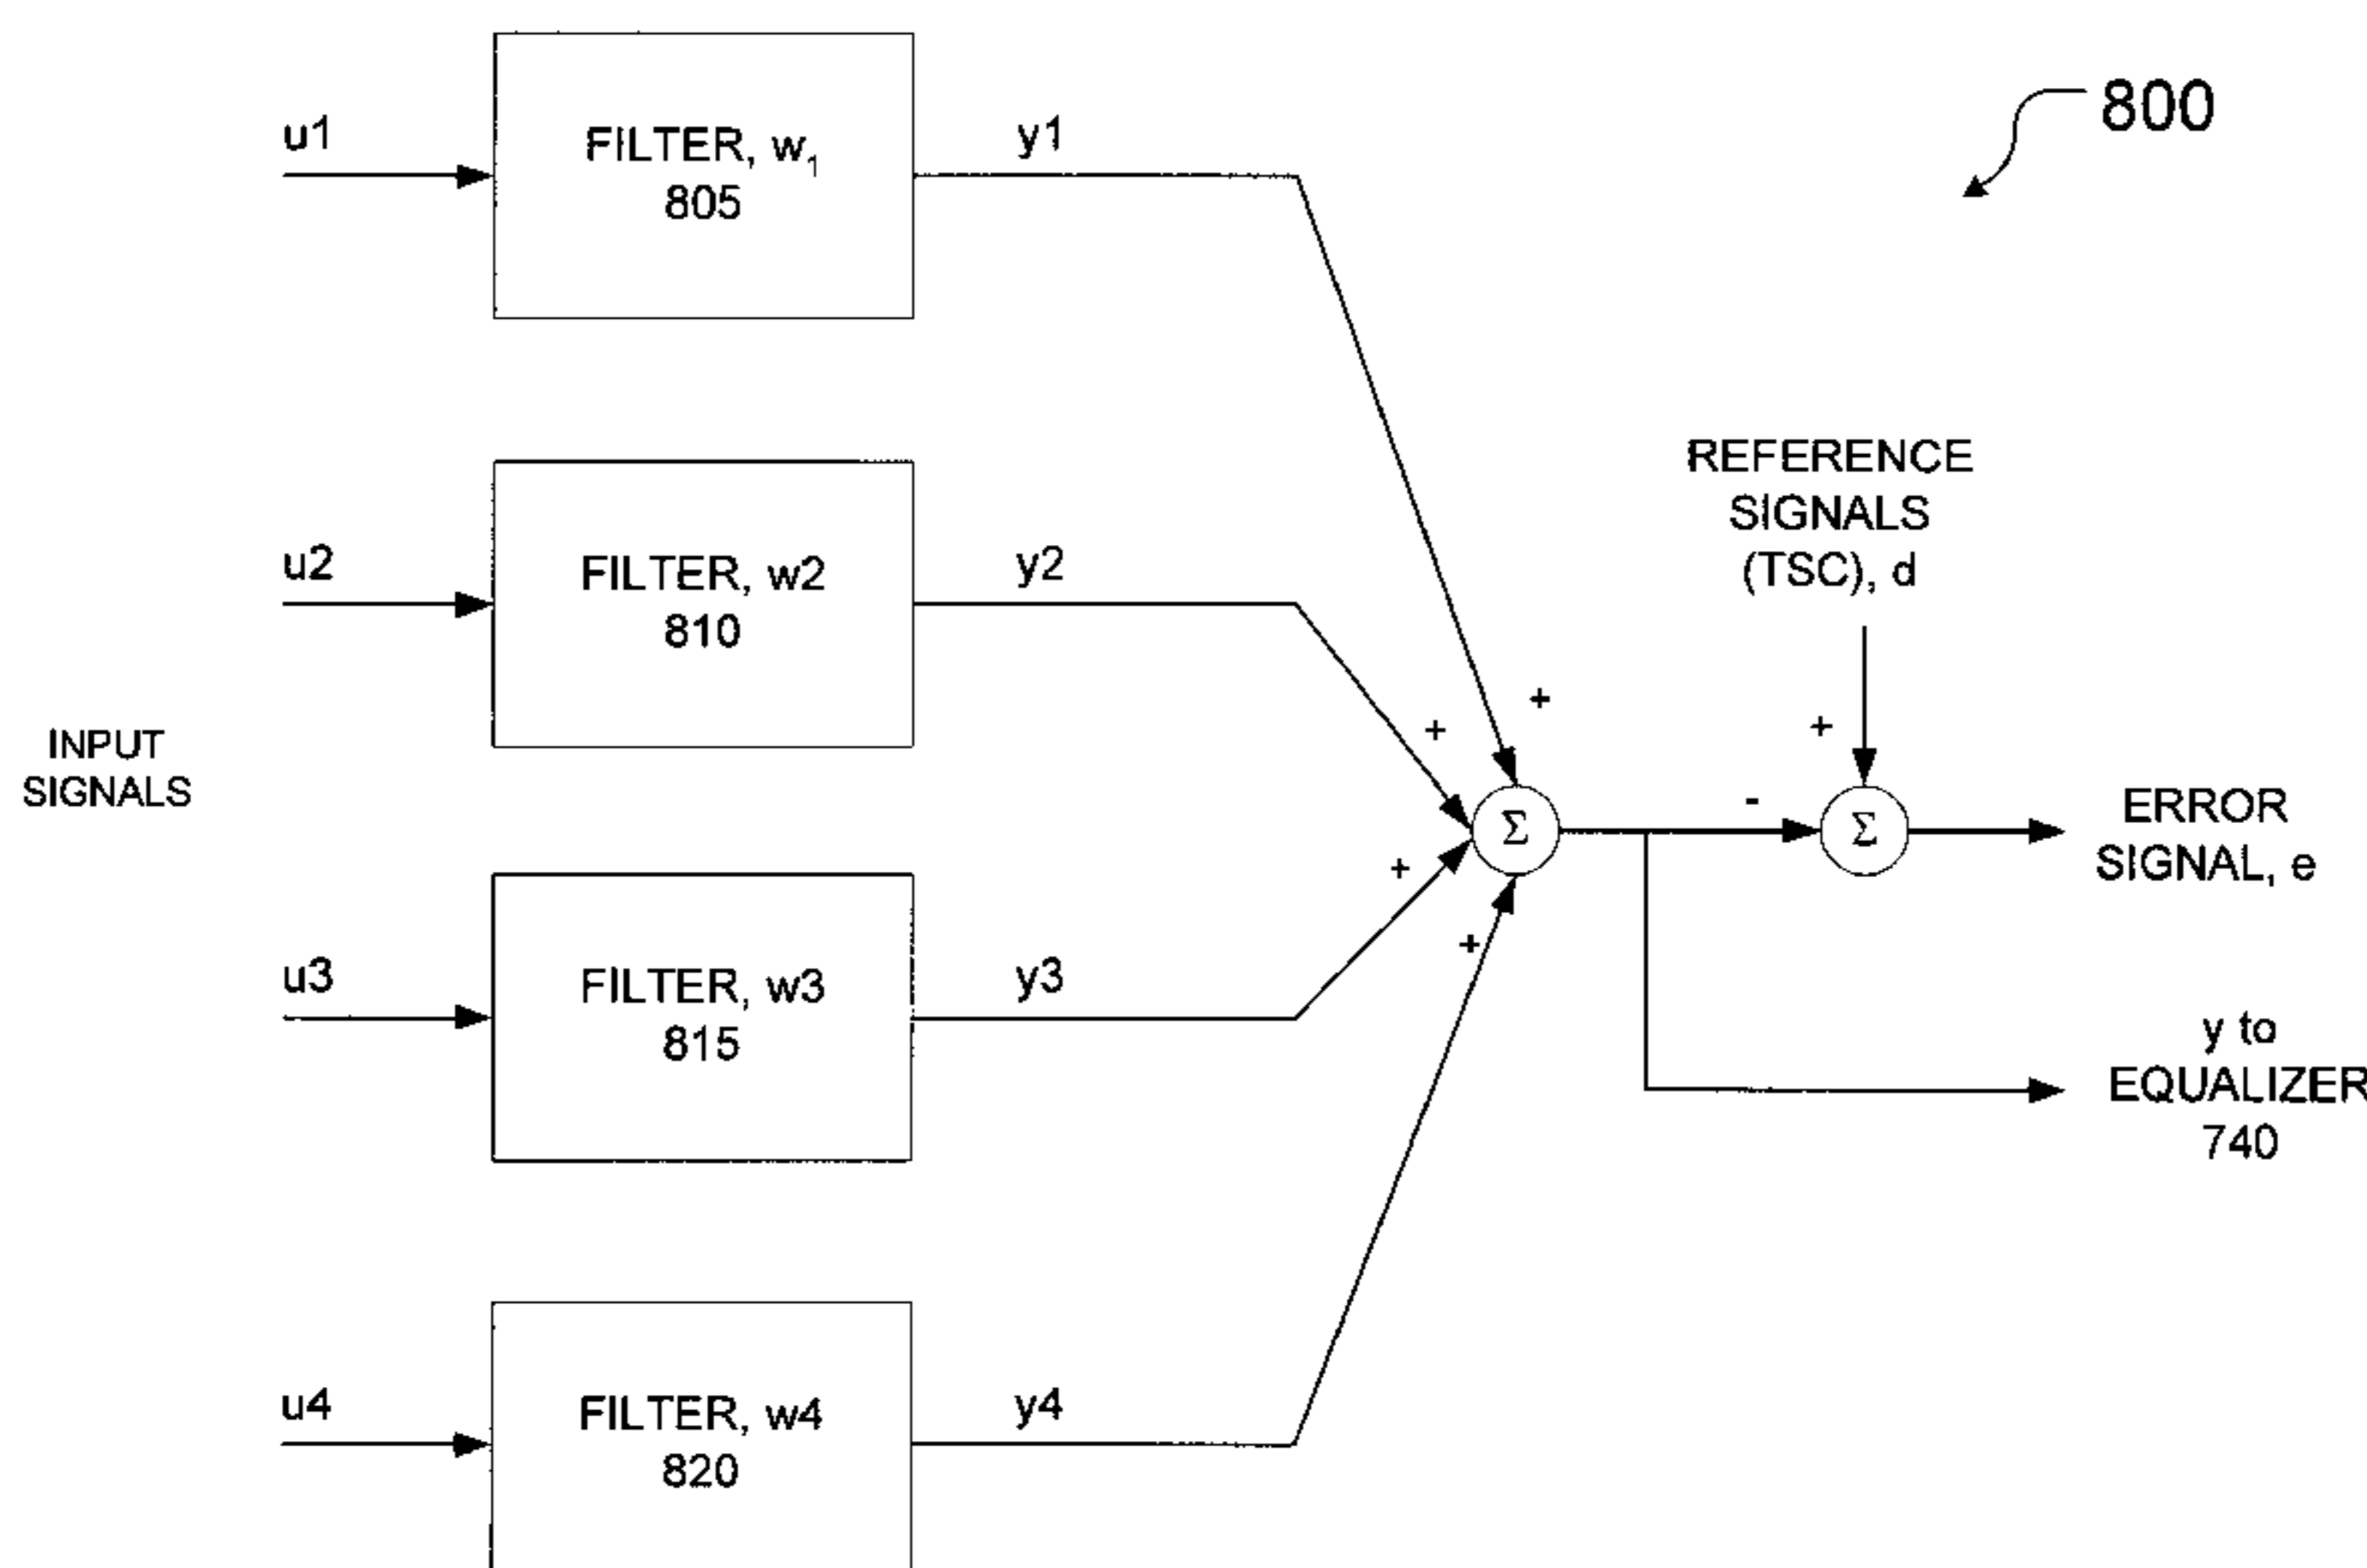 800
u1
FILTER, w1
805
y1
u2
FILTER, w2
810
y2
REFERENCE
SIGNALS
(TSC), d
+
+
+
INPUT
SIGNALS
Σ
-
Σ
ERROR
SIGNAL, e
+
+
u3
FILTER, w3
815
y3
y to
EQUALIZER
740
u4
FILTER, w4
820
y4